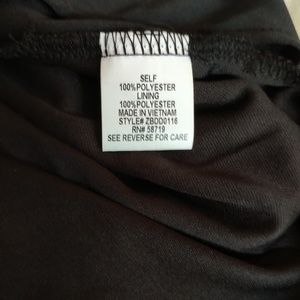 SELF
100%POLYESTER
LINING
100%POLYESTER
MADE IN VIETNAM
STYLE# ZBDD0116
RN# 58719
SEE REVERSE FOR CARE